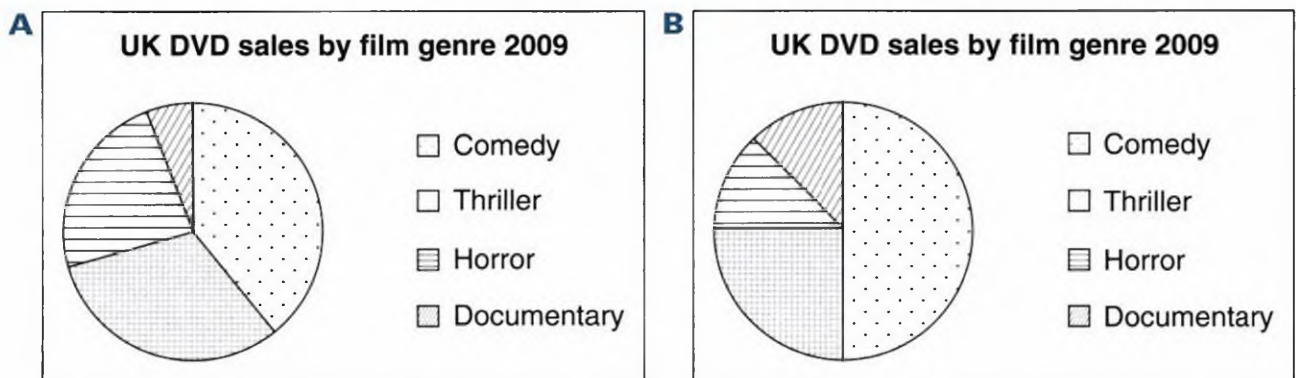 A
UK DVD sales by film genre 2009
Comedy
Thriller
Horror
Documentary
B
UK DVD sales by film genre 2009
Comedy
Thriller
Horror
Documentary